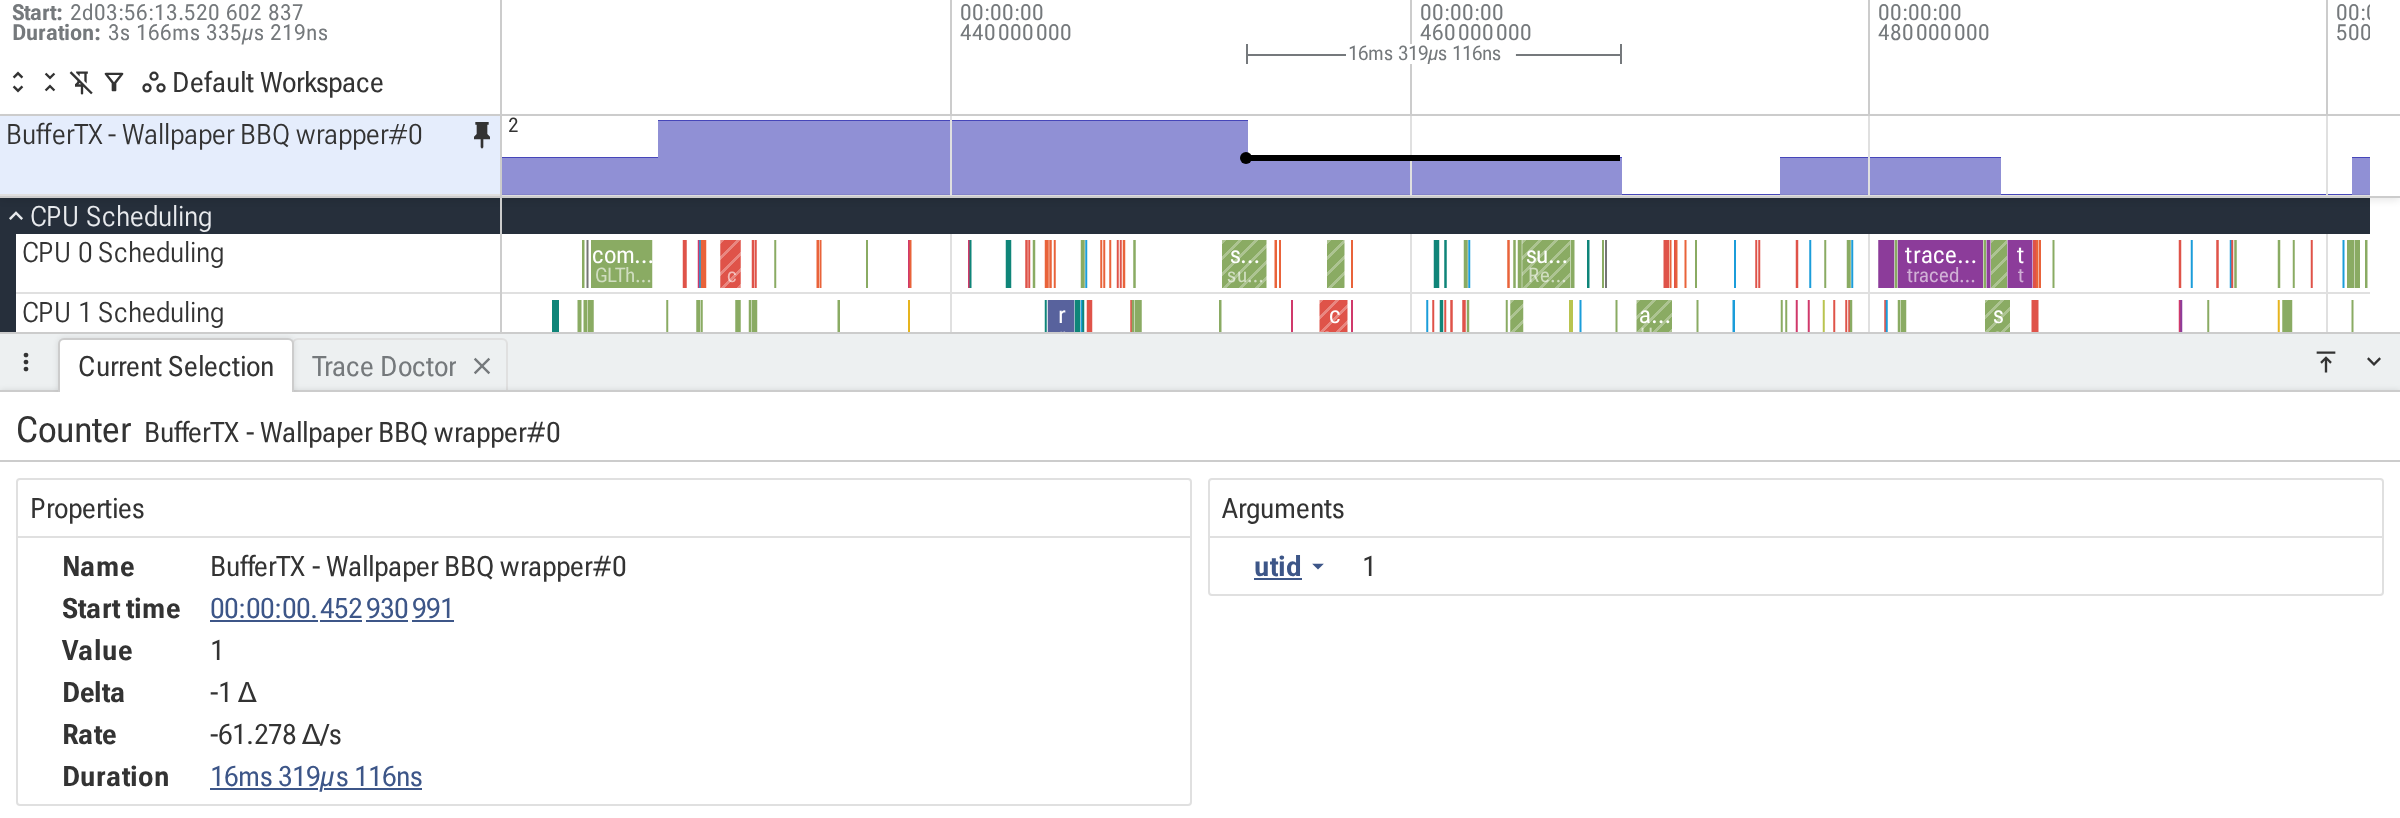 Start: 2d03:56:13.520 602 837
Duration: 3s 166ms 335µs 219ns
00:00:00
440 000 000
00:00:00
460 000 000
00:00:00
480 000 000
00:0
500
16ms 319µs 116ns
Default Workspace
BufferTX - Wallpaper BBQ wrapper#0
2
CPU Scheduling
CPU 0 Scheduling
com...
GLTh...
c
s...
su...
su...
Re...
trace...
traced...
t
t
CPU 1 Scheduling
r
c
a...
s
Current Selection
Trace Doctor
Counter BufferTX - Wallpaper BBQ wrapper#0
Properties
Name BufferTX - Wallpaper BBQ wrapper#0
Start time 00:00:00.452 930 991
Value 1
Delta -1 Δ
Rate -61.278 Δ/s
Duration 16ms 319µs 116ns
Arguments
utid 1